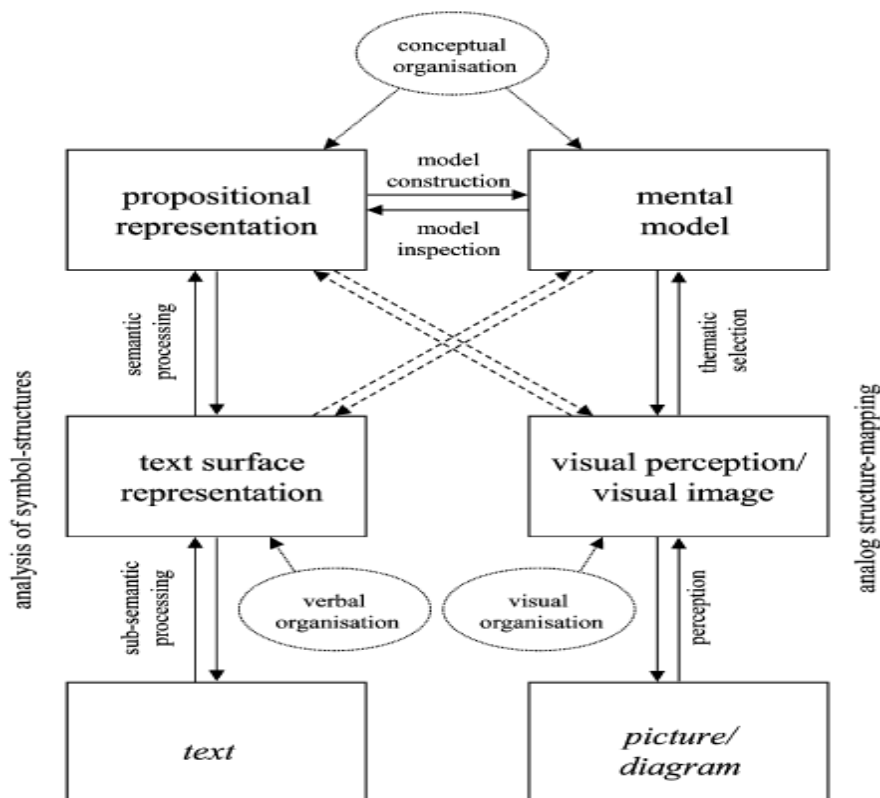 conceptual
organisation
propositional
representation
model
construction
model
inspection
mental
model
semantic
processing
thematic
selection
analysis of symbol-structures
text surface
representation
visual perception/
visual image
analog structure-mapping
sub-semantic
processing
verbal
organisation
visual
organisation
perception
text
picture/
diagram